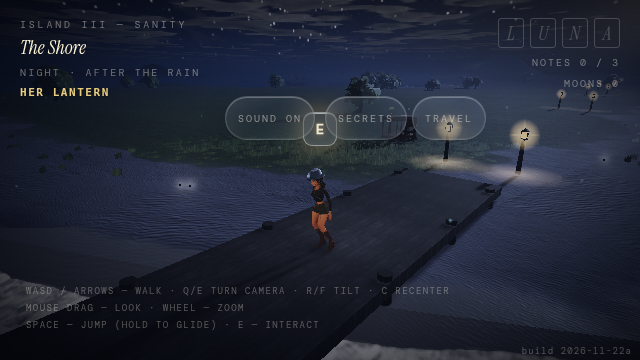 ISLAND III — SANITY
The Shore
NIGHT · AFTER THE RAIN
HER LANTERN
L U N A
NOTES 0 / 3
MOONS 0
SOUND ON
E
SECRETS
TRAVEL
WASD / ARROWS — WALK · Q/E TURN CAMERA · R/F TILT · C RECENTER
MOUSE DRAG — LOOK · WHEEL — ZOOM
SPACE — JUMP (HOLD TO GLIDE) · E — INTERACT
build 2026-11-22a